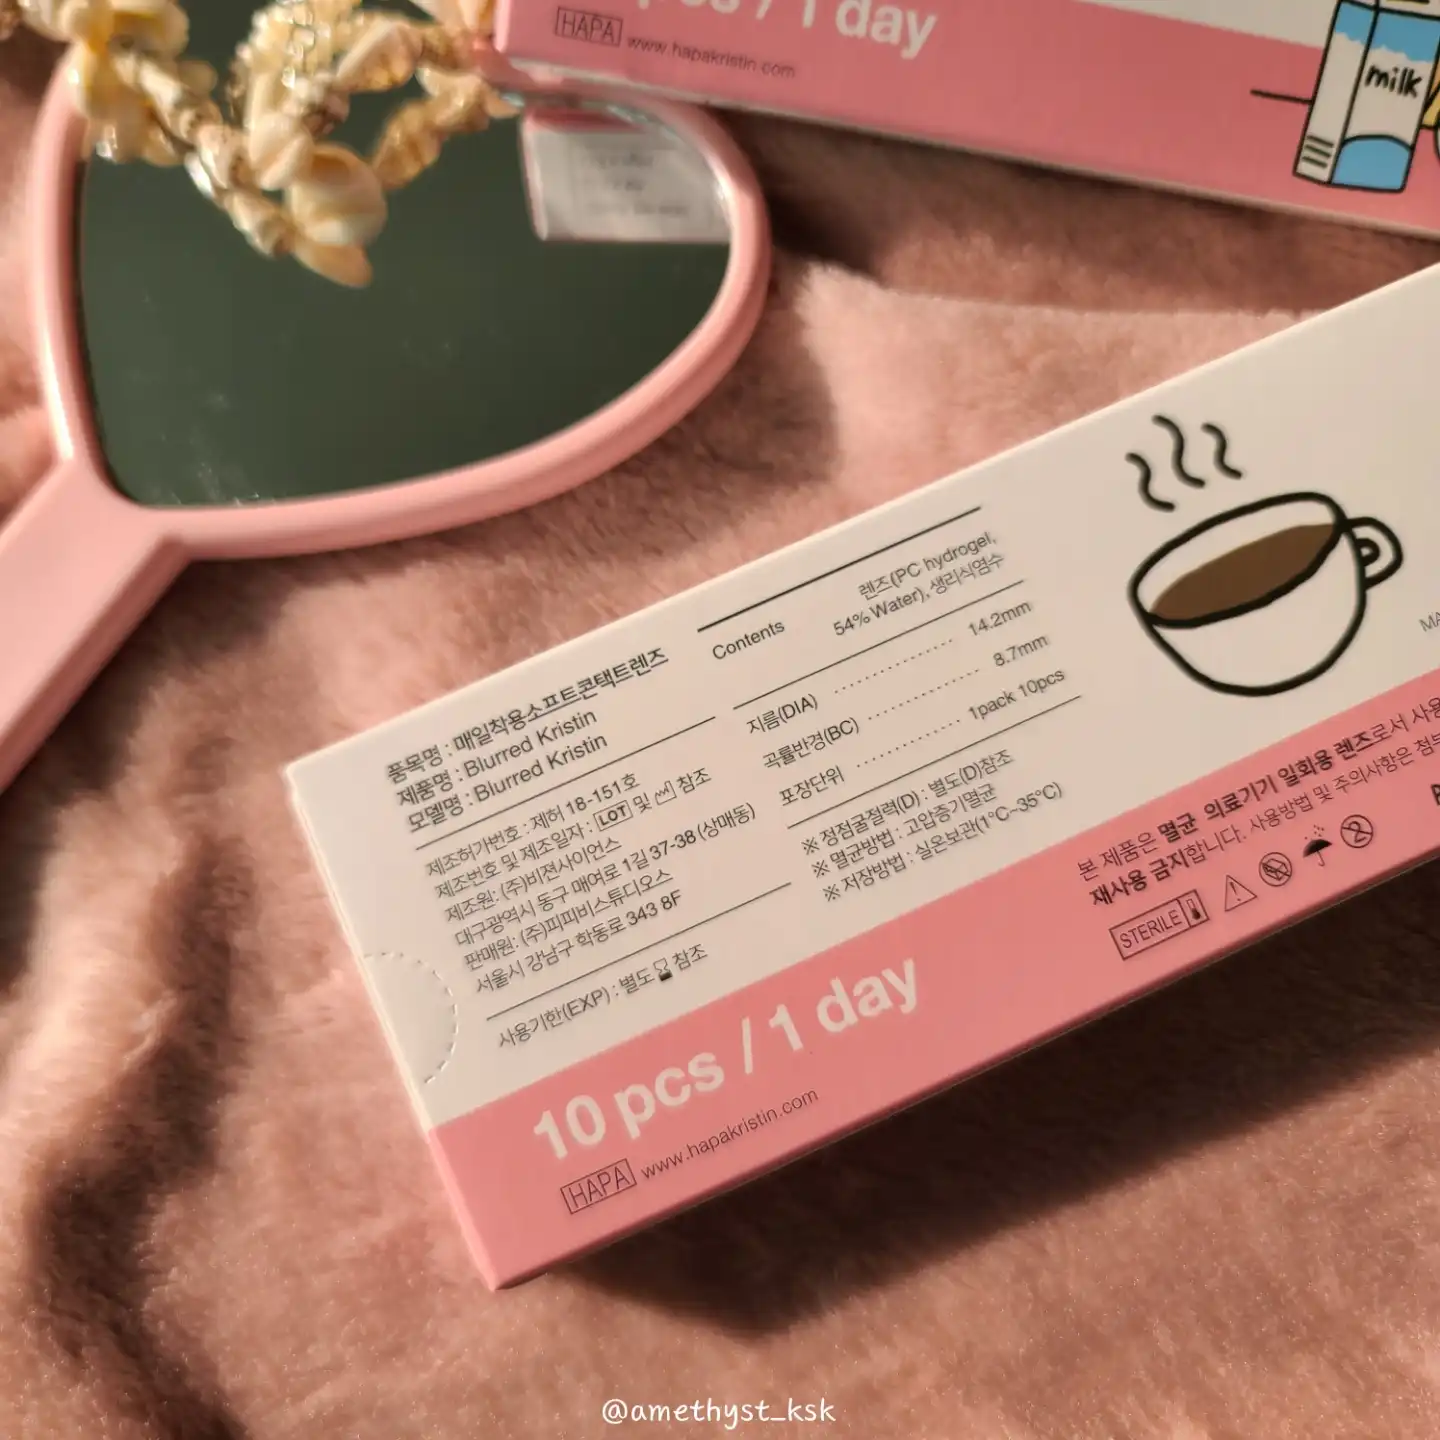 1 day
HAPA www.hapakristin.com
milk
품목명 : 매일착용소프트콘택트렌즈
제품명 : Blurred Kristin
모델명 : Blurred Kristin
제조허가번호 : 제허 18-151호
제조번호 및 제조일자 : LOT 및 참조
제조원: (주)비젼사이언스
대구광역시 동구 매여로 1길 37-38 (상매동)
판매원: (주)피피비스튜디오스
서울시 강남구 학동로 343 8F
사용기한(EXP) : 별도 참조
Contents
렌즈(PC hydrogel,
54% Water), 생리식염수
지름(DIA) 14.2mm
곡률반경(BC) 8.7mm
포장단위 1pack 10pcs
※ 정점굴절력(D) : 별도(D)참조
※ 멸균방법 : 고압증기멸균
※ 저장방법 : 실온보관(1°C~35°C)
본 제품은 멸균 의료기기 일회용 렌즈로서
재사용 금지합니다. 사용방법 및 주의사항은
STERILE
10 pcs / 1 day
HAPA www.hapakristin.com
@amethyst_ksk